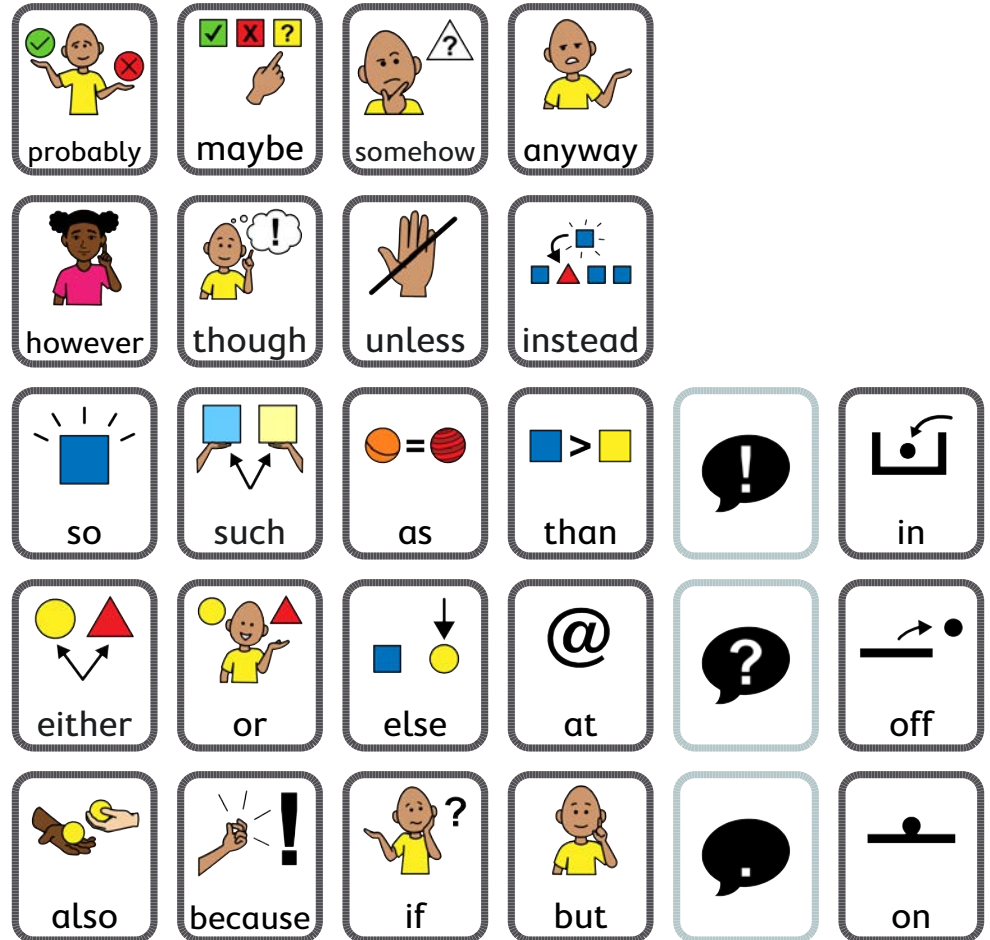 ?
?
probably
maybe
somehow
anyway
!
however
though
unless
instead
=
>
!
so
such
as
than
in
@
?
either
or
else
at
off
!
?
.
also
because
if
but
on